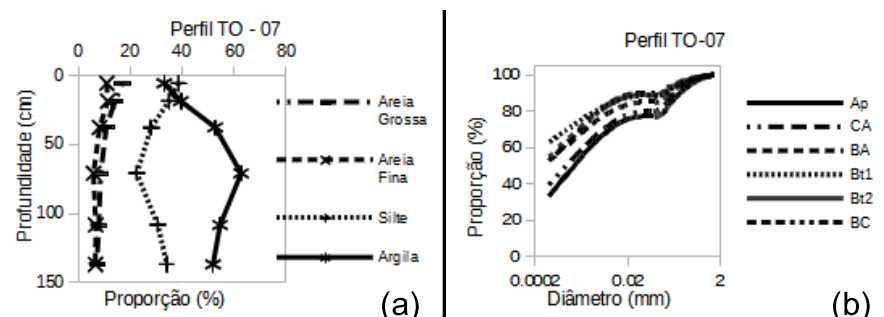 Perfil TO - 07
0 20 40 60 80
0
50
100
150
Profundidade (cm)
Proporção (%)
Areia
Grossa
Areia
Fina
Silte
Argila
(a)
Perfil TO-07
100
80
60
40
20
0
Proporção (%)
0.0002 0.02 2
Diâmetro (mm)
Ap
CA
BA
Bt1
Bt2
BC
(b)